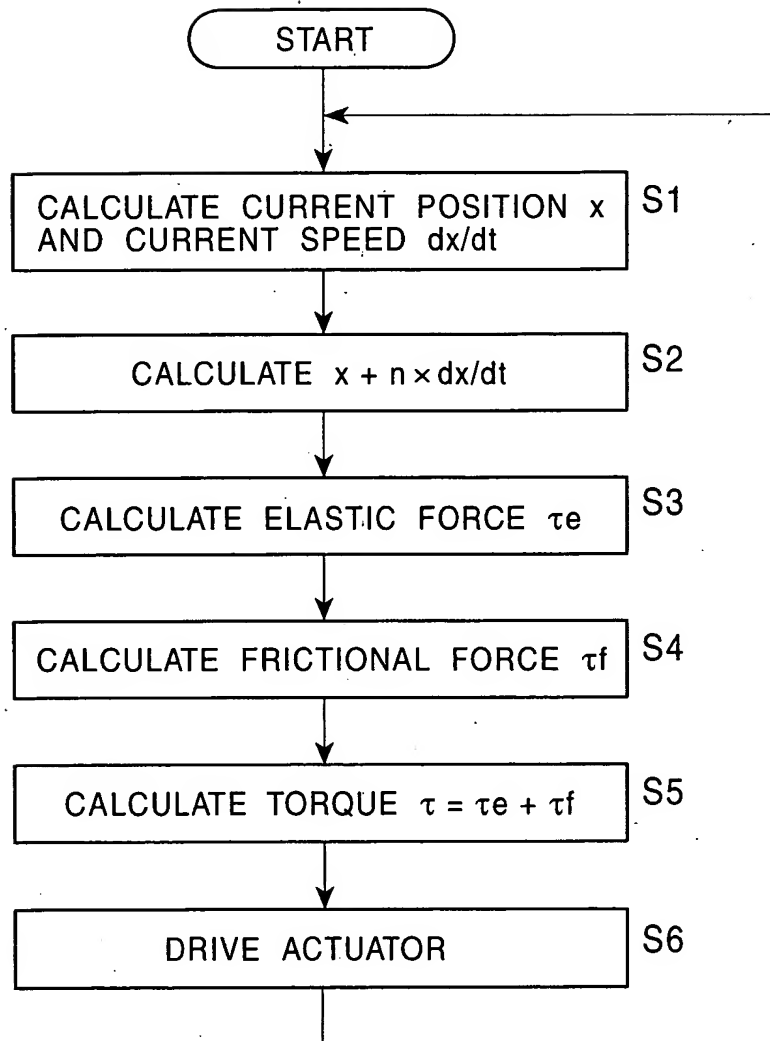 START
CALCULATE CURRENT POSITION x
AND CURRENT SPEED dx/dt
S1
CALCULATE x + n × dx/dt
S2
CALCULATE ELASTIC FORCE τe
S3
CALCULATE FRICTIONAL FORCE τf
S4
CALCULATE TORQUE τ = τe + τf
S5
DRIVE ACTUATOR
S6